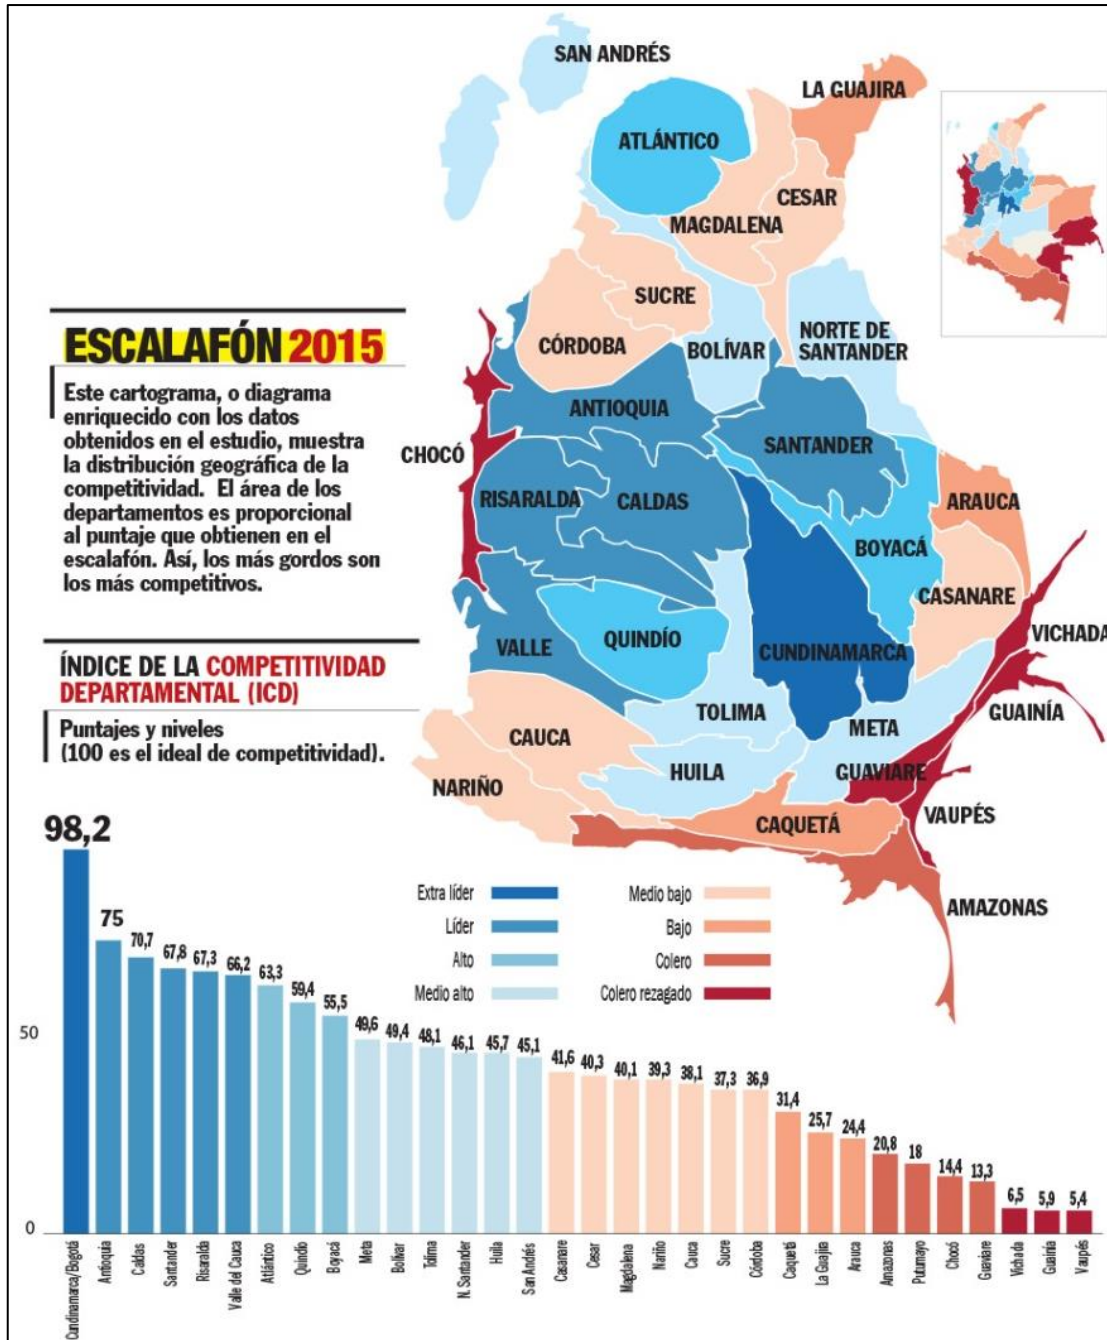 SAN ANDRÉS
LA GUAJIRA
ATLÁNTICO
CESAR
MAGDALENA
SUCRE
CÓRDOBA
BOLÍVAR
NORTE DE
SANTANDER
ANTIOQUIA
SANTANDER
CHOCÓ
RISARALDA
CALDAS
ARAUCA
BOYACÁ
CASANARE
VALLE
QUINDÍO
CUNDINAMARCA
VICHADA
TOLIMA
META
GUAINÍA
CAUCA
HUILA
GUAVIARE
NARIÑO
CAQUETÁ
VAUPÉS
AMAZONAS
ESCALAFÓN 2015
Este cartograma, o diagrama
enriquecido con los datos
obtenidos en el estudio, muestra
la distribución geográfica de la
competitividad. El área de los
departamentos es proporcional
al puntaje que obtienen en el
escalafón. Así, los más gordos son
los más competitivos.
ÍNDICE DE LA COMPETITIVIDAD
DEPARTAMENTAL (ICD)
Puntajes y niveles
(100 es el ideal de competitividad).
Extra líder
Líder
Alto
Medio alto
Medio bajo
Bajo
Colero
Colero rezagado
98,2
75
70,7
67,8
67,3
66,2
63,3
59,4
55,5
49,6
49,4
48,1
46,1
45,7
45,1
41,6
40,3
40,1
39,3
38,1
37,3
36,9
31,4
25,7
24,4
20,8
18
14,4
13,3
6,5
5,9
5,4
50
0
Cundinamarca/Bogotá
Antioquia
Caldas
Santander
Risaralda
Valle del Cauca
Atlántico
Quindío
Boyacá
Meta
Bolívar
Tolima
N. Santander
Huila
San Andrés
Casanare
Cesar
Magdalena
Nariño
Cauca
Sucre
Córdoba
Caquetá
La Guajira
Arauca
Amazonas
Putumayo
Chocó
Guaviare
Vichada
Guainía
Vaupés